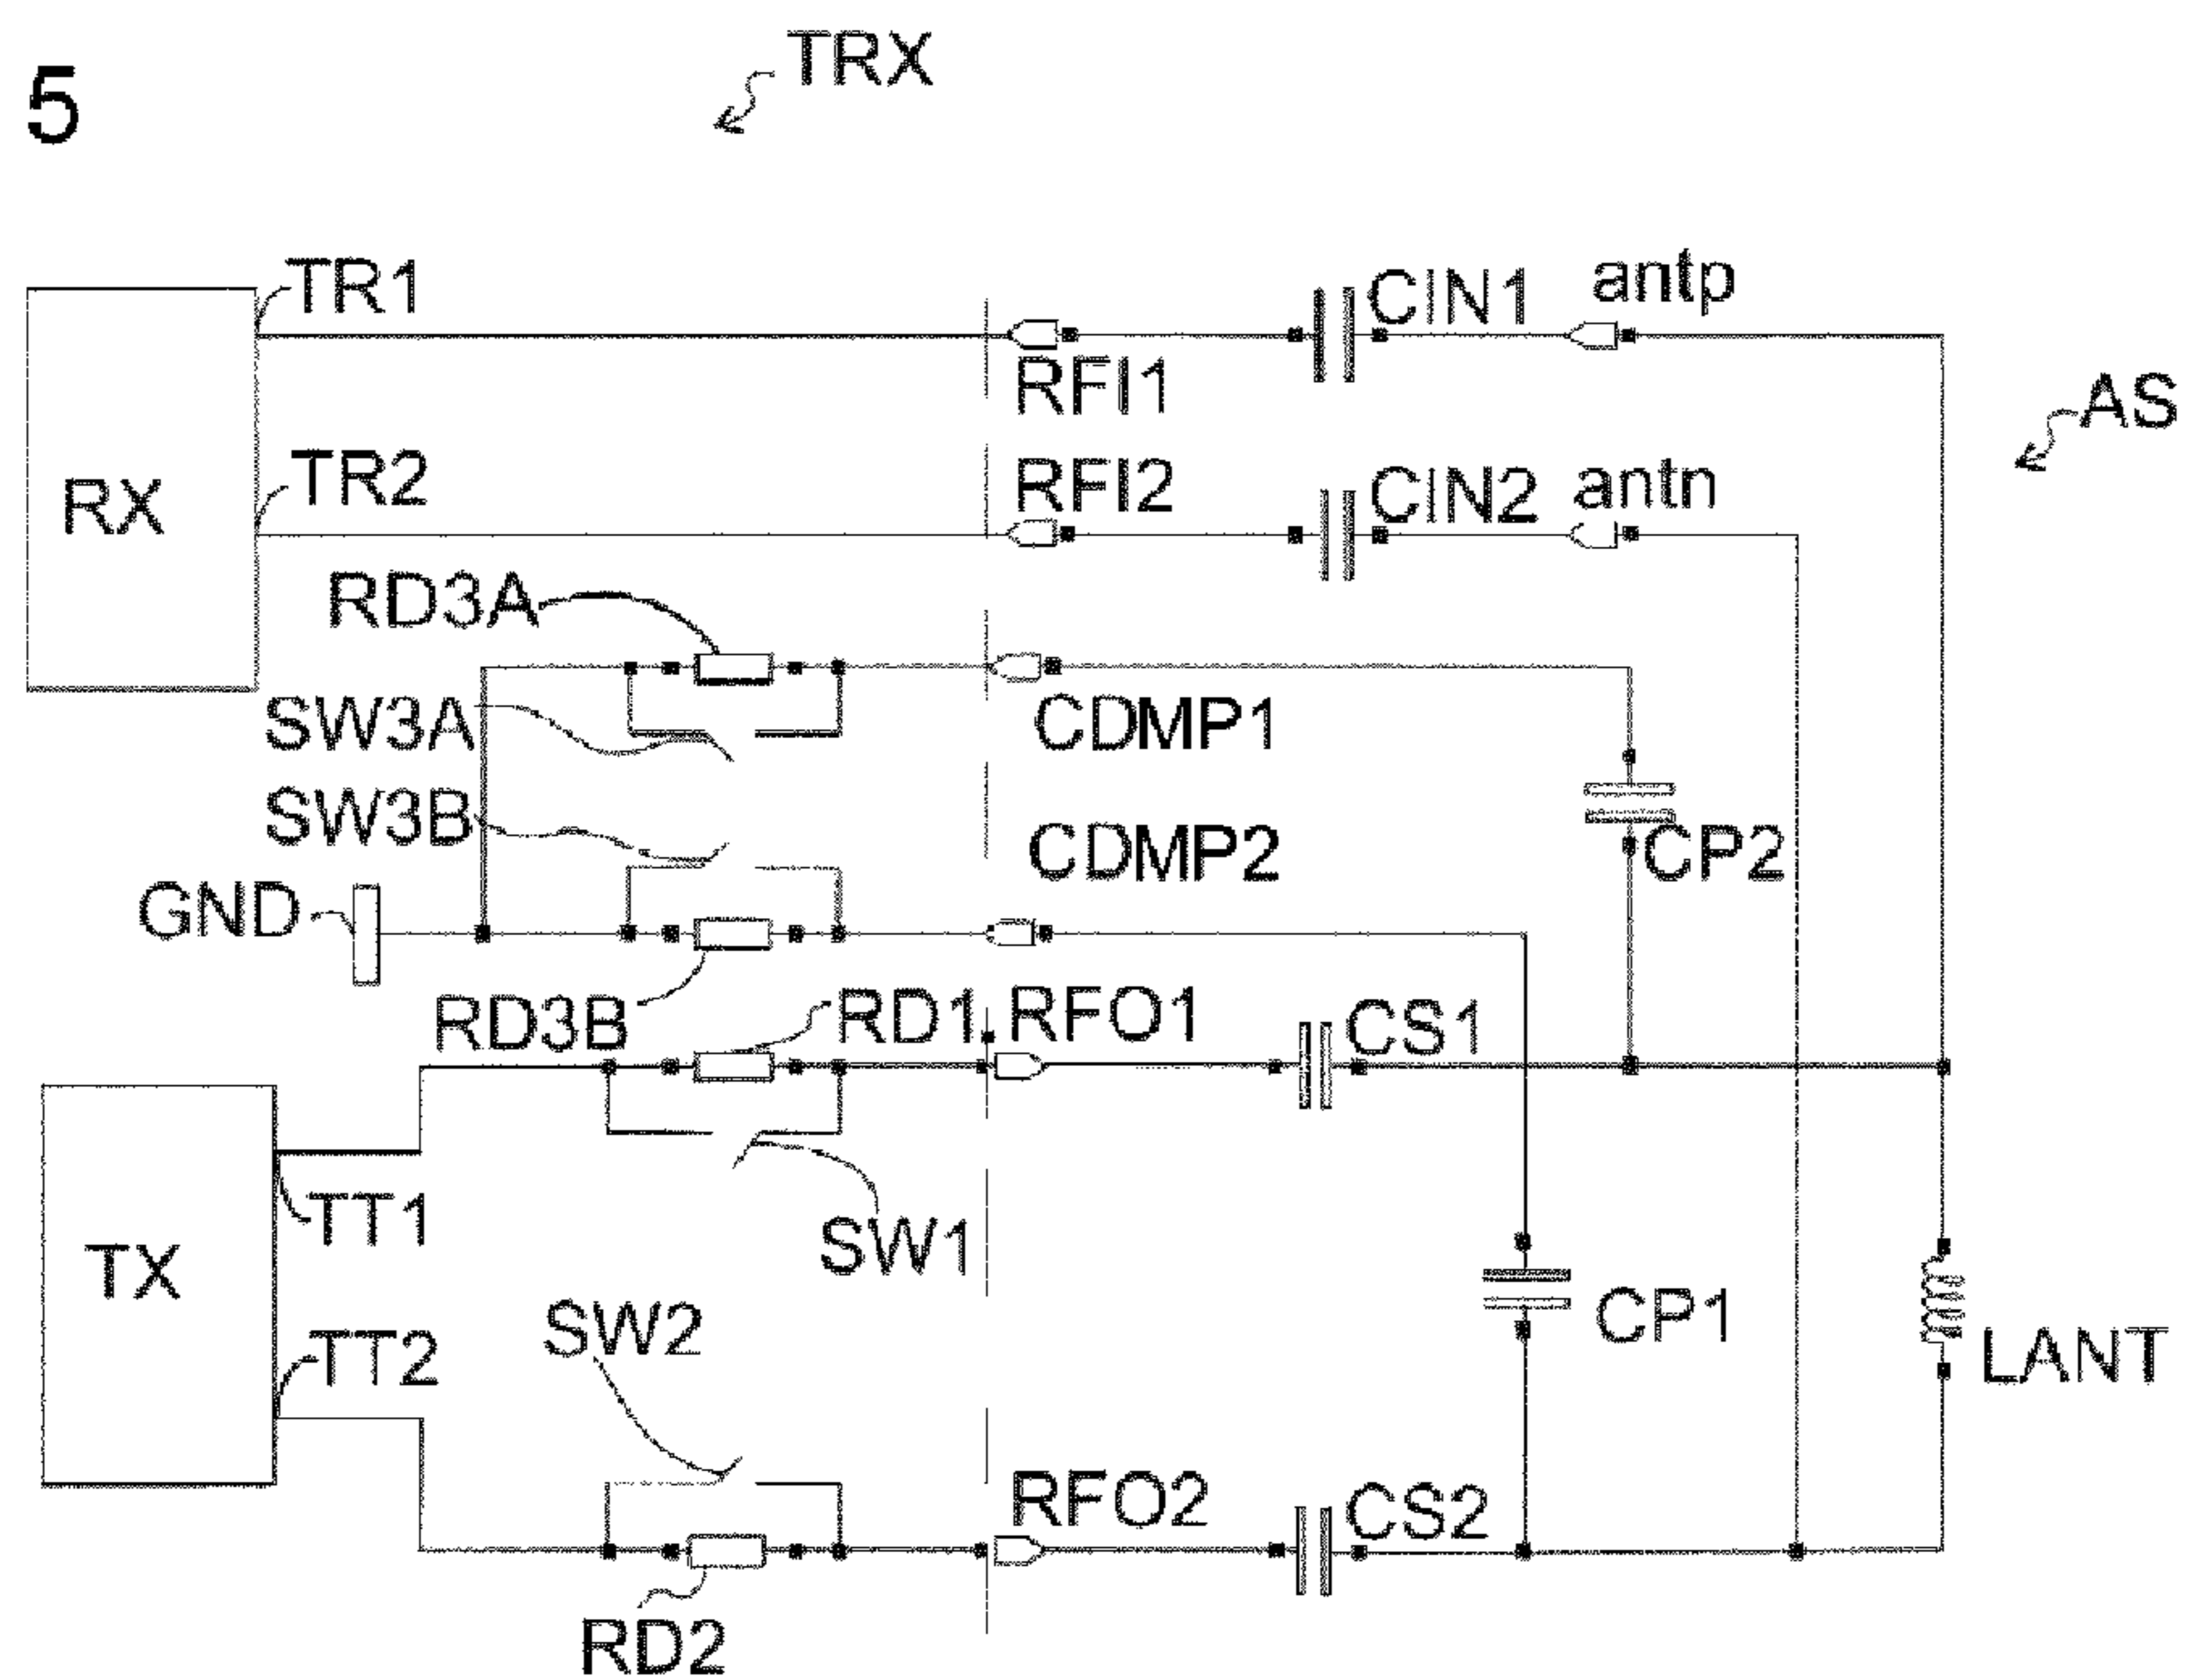 TRX
5
TR1
CIN1
antp
RFI1
AS
TR2
RFI2
CIN2
antn
RX
RD3A
SW3A
CDMP1
SW3B
CDMP2
CP2
GND
RD3B
RD1
RFO1
CS1
TT1
SW1
TX
SW2
CP1
TT2
LANT
RFO2
CS2
RD2